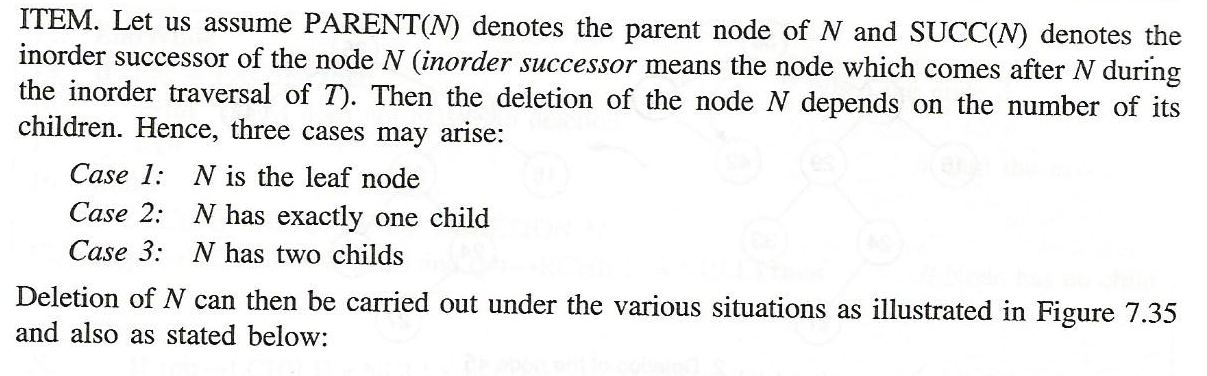 ITEM. Let us assume PARENT(N) denotes the parent node of N and SUCC(N) denotes the
inorder successor of the node N (inorder successor means the node which comes after N during
the inorder traversal of T). Then the deletion of the node N depends on the number of its
children. Hence, three cases may arise:
Case 1: N is the leaf node
Case 2: N has exactly one child
Case 3: N has two childs
Deletion of N can then be carried out under the various situations as illustrated in Figure 7.35
and also as stated below: